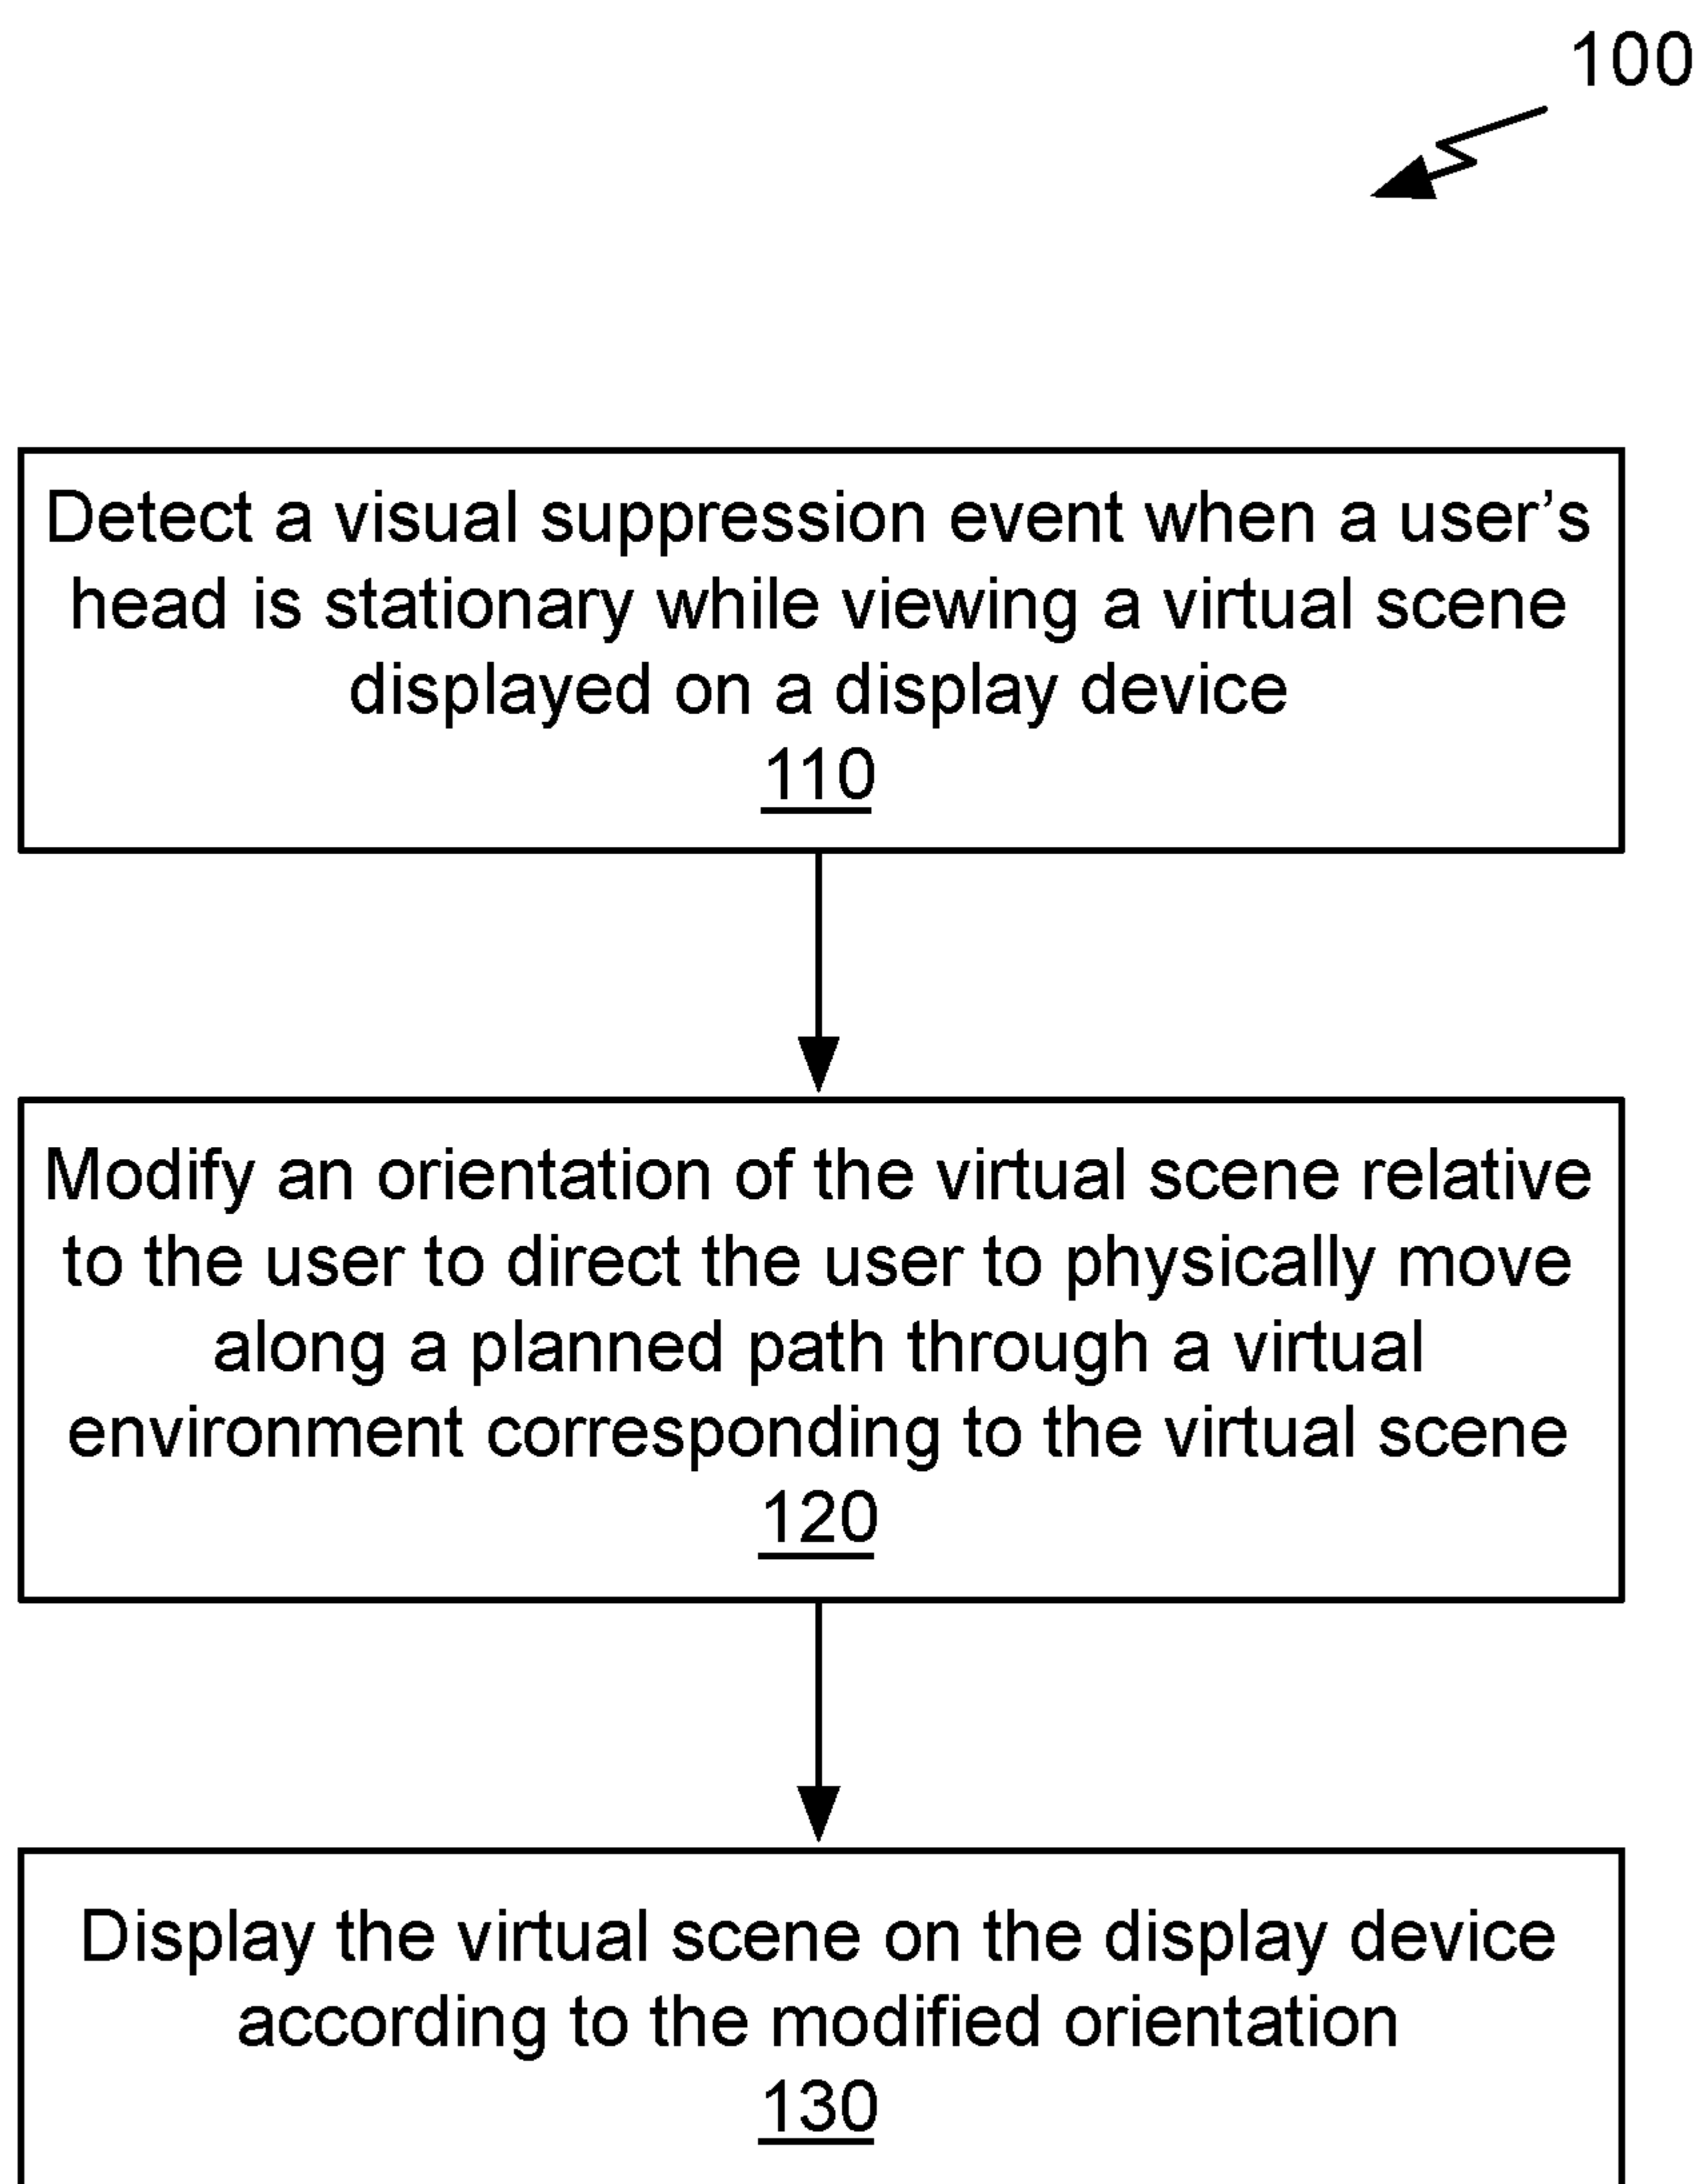 100
Detect a visual suppression event when a user’s
head is stationary while viewing a virtual scene
displayed on a display device
110
Modify an orientation of the virtual scene relative
to the user to direct the user to physically move
along a planned path through a virtual
environment corresponding to the virtual scene
120
Display the virtual scene on the display device
according to the modified orientation
130